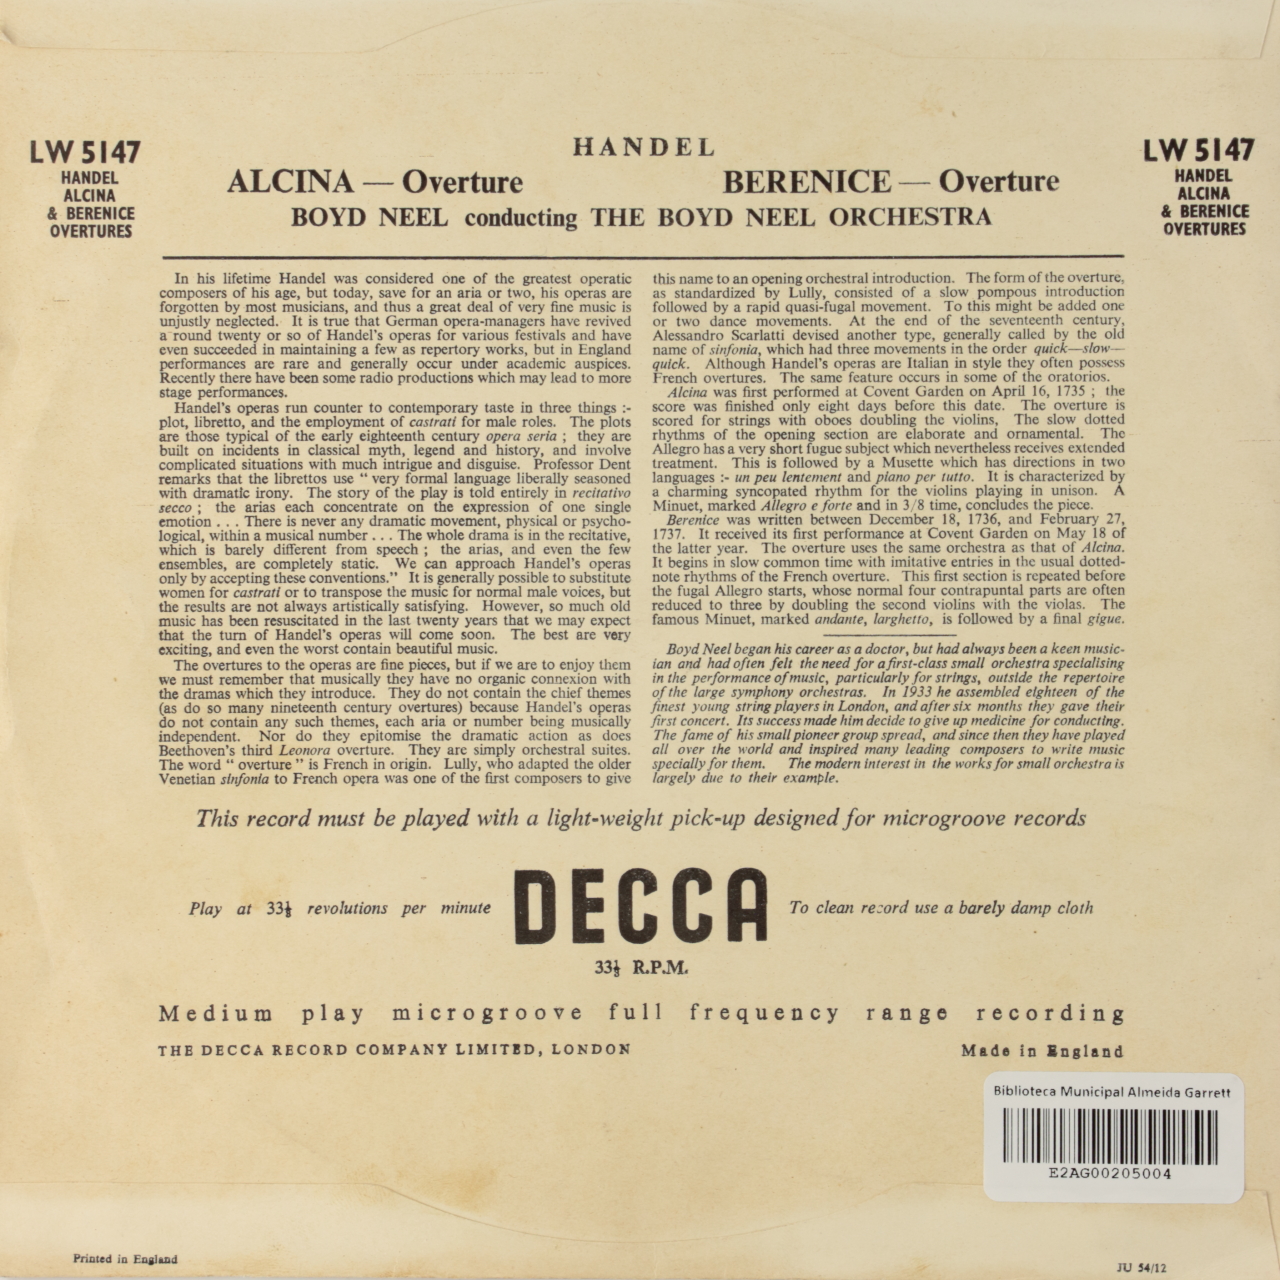 LW 5147
HANDEL
ALCINA
& BERENICE
OVERTURES
HANDEL
ALCINA — Overture BERENICE — Overture
BOYD NEEL conducting THE BOYD NEEL ORCHESTRA
LW 5147
HANDEL
ALCINA
& BERENICE
OVERTURES
In his lifetime Handel was considered one of the greatest operatic
composers of his age, but today, save for an aria or two, his operas are
forgotten by most musicians, and thus a great deal of very fine music is
unjustly neglected. It is true that German opera-managers have revived
a round twenty or so of Handel's operas for various festivals and have
even succeeded in maintaining a few as repertory works, but in England
performances are rare and generally occur under academic auspices.
Recently there have been some radio productions which may lead to more
stage performances.
Handel's operas run counter to contemporary taste in three things :-
plot, libretto, and the employment of castrati for male roles. The plots
are those typical of the early eighteenth century opera seria ; they are
built on incidents in classical myth, legend and history, and involve
complicated situations with much intrigue and disguise. Professor Dent
remarks that the librettos use " very formal language liberally seasoned
with dramatic irony. The story of the play is told entirely in recitativo
secco ; the arias each concentrate on the expression of one single
emotion . . . There is never any dramatic movement, physical or psycho-
logical, within a musical number . . . The whole drama is in the recitative,
which is barely different from speech ; the arias, and even the few
ensembles, are completely static. We can approach Handel's operas
only by accepting these conventions." It is generally possible to substitute
women for castrati or to transpose the music for normal male voices, but
the results are not always artistically satisfying. However, so much old
music has been resuscitated in the last twenty years that we may expect
that the turn of Handel's operas will come soon. The best are very
exciting, and even the worst contain beautiful music.
The overtures to the operas are fine pieces, but if we are to enjoy them
we must remember that musically they have no organic connexion with
the dramas which they introduce. They do not contain the chief themes
(as do so many nineteenth century overtures) because Handel's operas
do not contain any such themes, each aria or number being musically
independent. Nor do they epitomise the dramatic action as does
Beethoven's third Leonora overture. They are simply orchestral suites.
The word " overture " is French in origin. Lully, who adapted the older
Venetian sinfonia to French opera was one of the first composers to give
this name to an opening orchestral introduction. The form of the overture,
as standardized by Lully, consisted of a slow pompous introduction
followed by a rapid quasi-fugal movement. To this might be added one
or two dance movements. At the end of the seventeenth century,
Alessandro Scarlatti devised another type, generally called by the old
name of sinfonia, which had three movements in the order quick—slow—
quick. Although Handel's operas are Italian in style they often possess
French overtures. The same feature occurs in some of the oratorios.
Alcina was first performed at Covent Garden on April 16, 1735 ; the
score was finished only eight days before this date. The overture is
scored for strings with oboes doubling the violins, The slow dotted
rhythms of the opening section are elaborate and ornamental. The
Allegro has a very short fugue subject which nevertheless receives extended
treatment. This is followed by a Musette which has directions in two
languages :- un peu lentement and piano per tutto. It is characterized by
a charming syncopated rhythm for the violins playing in unison. A
Minuet, marked Allegro e forte and in 3/8 time, concludes the piece.
Berenice was written between December 18, 1736, and February 27,
1737. It received its first performance at Covent Garden on May 18 of
the latter year. The overture uses the same orchestra as that of Alcina.
It begins in slow common time with imitative entries in the usual dotted-
note rhythms of the French overture. This first section is repeated before
the fugal Allegro starts, whose normal four contrapuntal parts are often
reduced to three by doubling the second violins with the violas. The
famous Minuet, marked andante, larghetto, is followed by a final gigue.
Boyd Neel began his career as a doctor, but had always been a keen music-
ian and had often felt the need for a first-class small orchestra specialising
in the performance of music, particularly for strings, outside the repertoire
of the large symphony orchestras. In 1933 he assembled eighteen of the
finest young string players in London, and after six months they gave their
first concert. Its success made him decide to give up medicine for conducting.
The fame of his small pioneer group spread, and since then they have played
all over the world and inspired many leading composers to write music
specially for them. The modern interest in the works for small orchestra is
largely due to their example.
This record must be played with a light-weight pick-up designed for microgroove records
Play at 33⅓ revolutions per minute
DECCA
To clean record use a barely damp cloth
33⅓ R.P.M.
Medium play microgroove full frequency range recording
THE DECCA RECORD COMPANY LIMITED, LONDON
Made in England
Biblioteca Municipal Almeida Garrett
E2AG00205004
Printed in England
JU 54/12